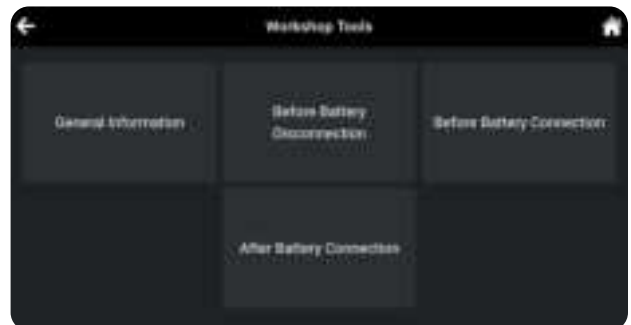 Workshop Tools
General Information
Before Battery
Disconnection
Before Battery Connection
After Battery Connection